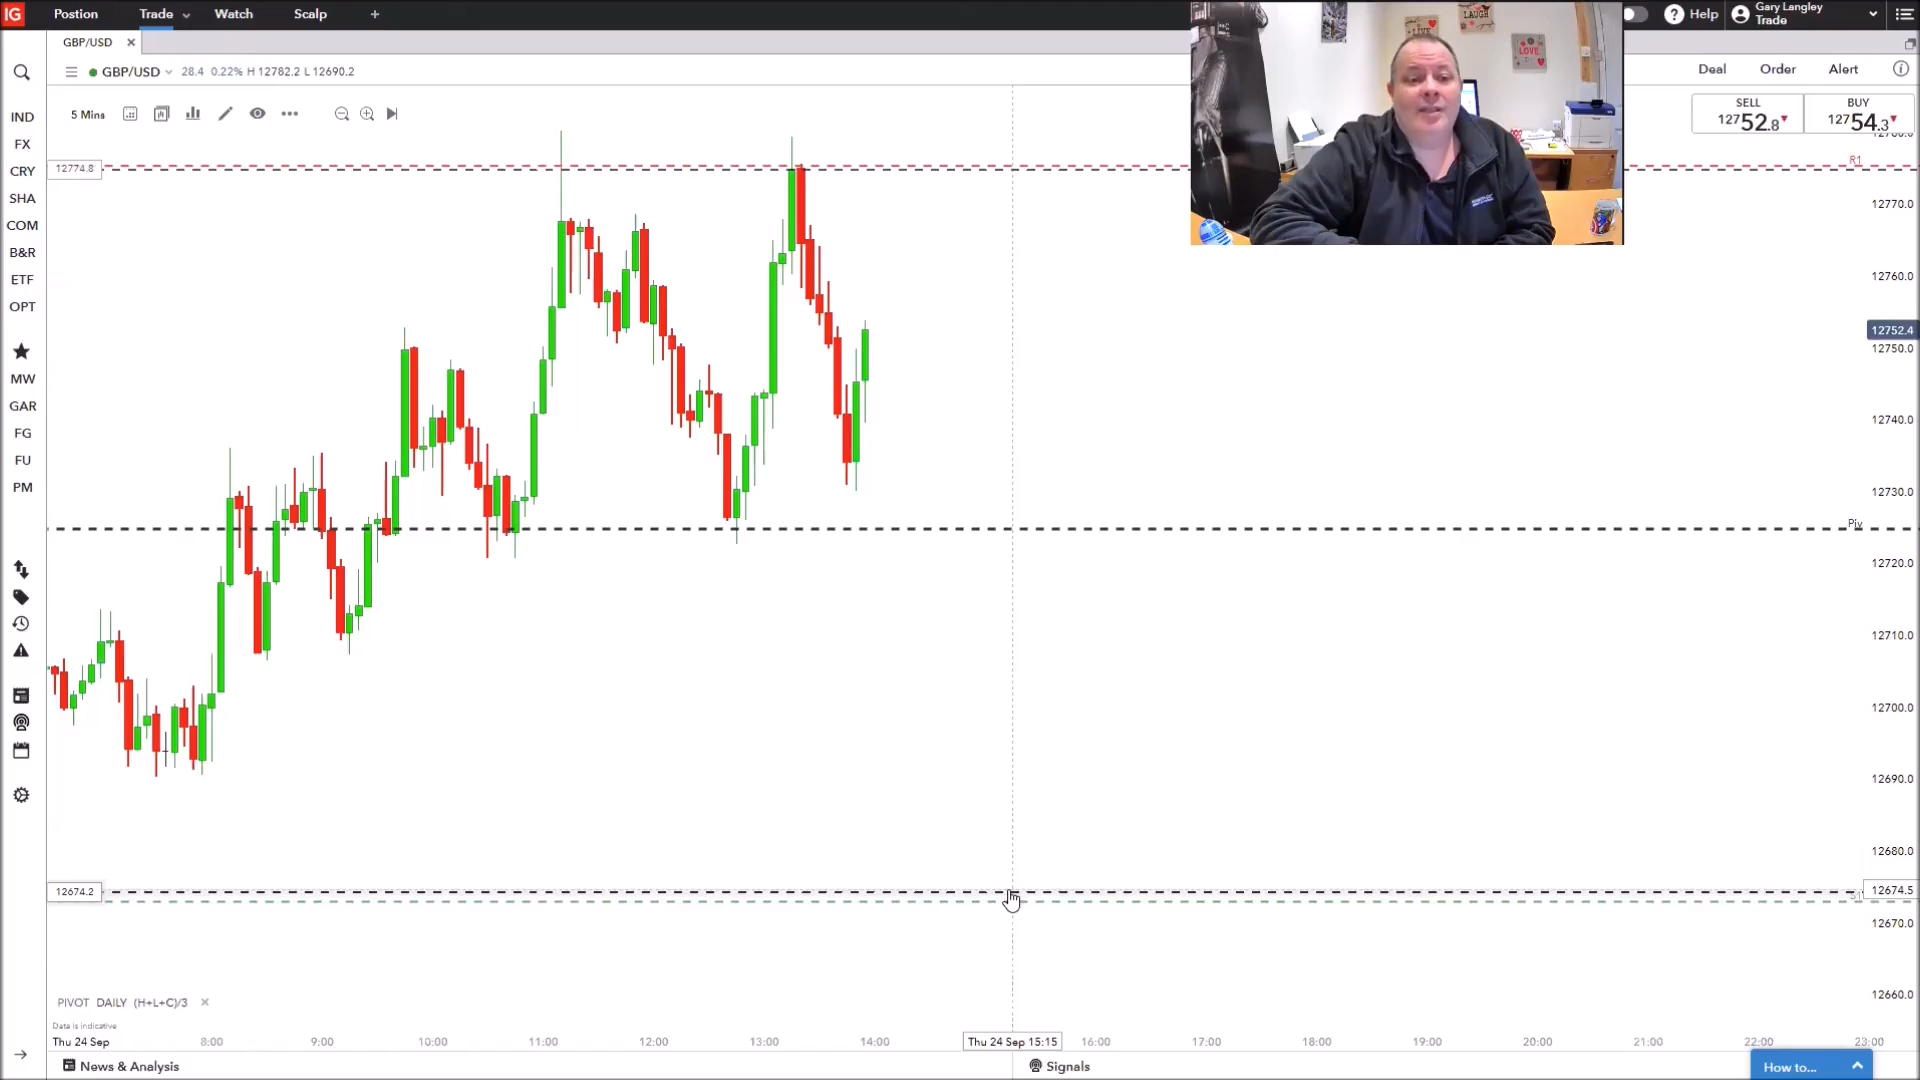 IG Postion Trade Watch Scalp + Help Gary Langley
Trade
GBP/USD
GBP/USD 28.4 0.22% H 12782.2 L 12690.2 Deal Order Alert
5 Mins
SELL 12752.8
BUY 12754.3
IND
FX
CRY
SHA
COM
B&R
ETF
OPT
MW
GAR
FG
FU
PM
LIVE
LAUGH
LOVE
12774.8
R1
12770.0
12760.0
12752.4
12750.0
12740.0
12730.0
Piv
12720.0
12710.0
12700.0
12690.0
12680.0
12674.2
12674.5
12670.0
12660.0
PIVOT DAILY (H+L+C)/3
Data is indicative
Thu 24 Sep 8:00 9:00 10:00 11:00 12:00 13:00 14:00 Thu 24 Sep 15:15 16:00 17:00 18:00 19:00 20:00 21:00 22:00 23:00
News & Analysis Signals How to...